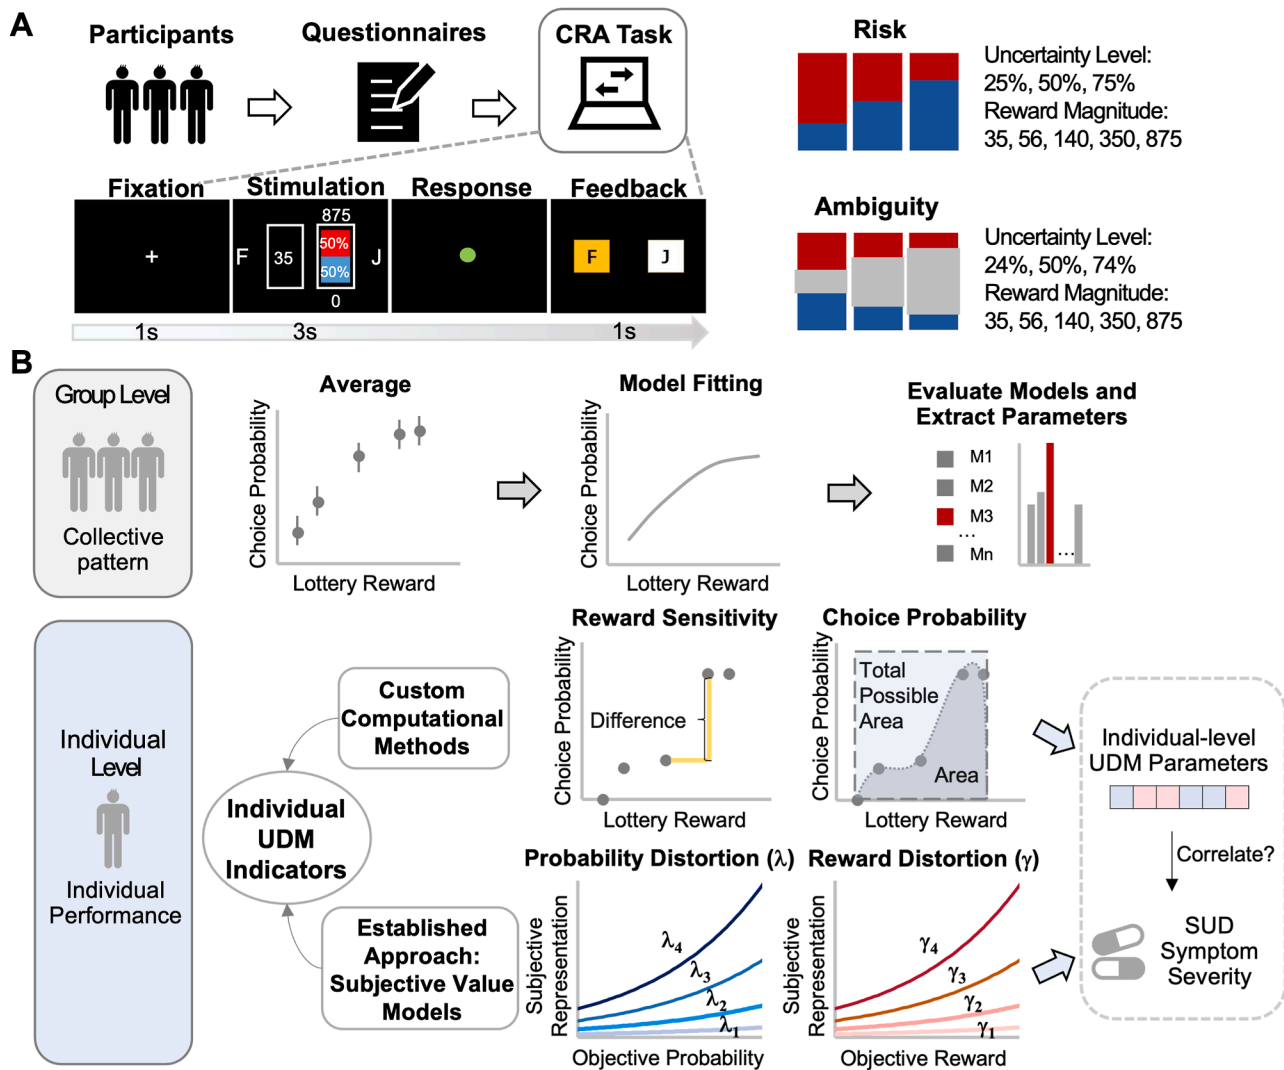 A
Participants
Questionnaires
CRA Task
Fixation
Stimulation
Response
Feedback
+
F
35
875
50%
50%
0
J
F
J
1s
3s
1s
Risk
Uncertainty Level:
25%, 50%, 75%
Reward Magnitude:
35, 56, 140, 350, 875
Ambiguity
Uncertainty Level:
24%, 50%, 74%
Reward Magnitude:
35, 56, 140, 350, 875
B
Group Level
Collective
pattern
Average
Choice Probability
Lottery Reward
Model Fitting
Choice Probability
Lottery Reward
Evaluate Models and
Extract Parameters
M1
M2
M3
...
Mn
...
Individual
Level
Individual
Performance
Custom
Computational
Methods
Individual
UDM
Indicators
Established
Approach:
Subjective Value
Models
Reward Sensitivity
Choice Probability
Difference
Lottery Reward
Choice Probability
Choice Probability
Total
Possible
Area
Area
Lottery Reward
Probability Distortion (λ)
Subjective
Representation
λ4
λ3
λ2
λ1
Objective Probability
Reward Distortion (γ)
Subjective
Representation
γ4
γ3
γ2
γ1
Objective Reward
Individual-level
UDM Parameters
Correlate?
SUD
Symptom
Severity